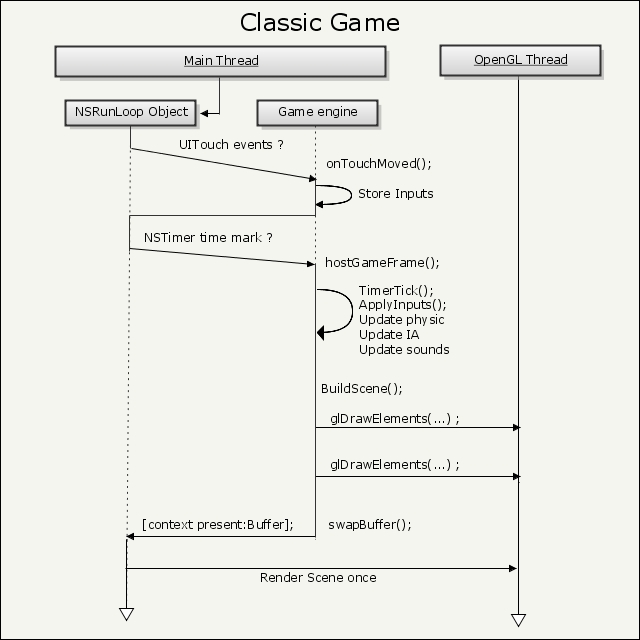 Classic Game
Main Thread
OpenGL Thread
NSRunLoop Object
Game engine
UITouch events ?
onTouchMoved();
Store Inputs
NSTimer time mark ?
hostGameFrame();
TimerTick();
ApplyInputs();
Update physic
Update IA
Update sounds
BuildScene();
glDrawElements(...) ;
glDrawElements(...) ;
[context present:Buffer];
swapBuffer();
Render Scene once